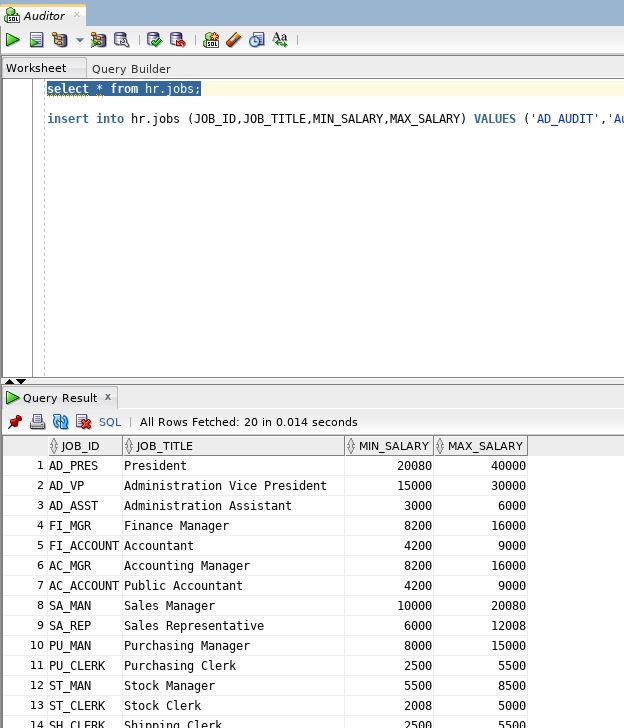 Auditor
Worksheet Query Builder
select * from hr.jobs;
insert into hr.jobs (JOB_ID,JOB_TITLE,MIN_SALARY,MAX_SALARY) VALUES ('AD_AUDIT','Au
Query Result
SQL | All Rows Fetched: 20 in 0.014 seconds
JOB_ID JOB_TITLE MIN_SALARY MAX_SALARY
1 AD_PRES President 20080 40000
2 AD_VP Administration Vice President 15000 30000
3 AD_ASST Administration Assistant 3000 6000
4 FI_MGR Finance Manager 8200 16000
5 FI_ACCOUNT Accountant 4200 9000
6 AC_MGR Accounting Manager 8200 16000
7 AC_ACCOUNT Public Accountant 4200 9000
8 SA_MAN Sales Manager 10000 20080
9 SA_REP Sales Representative 6000 12008
10 PU_MAN Purchasing Manager 8000 15000
11 PU_CLERK Purchasing Clerk 2500 5500
12 ST_MAN Stock Manager 5500 8500
13 ST_CLERK Stock Clerk 2008 5000
14 SH_CLERK Shipping Clerk 2500 5500